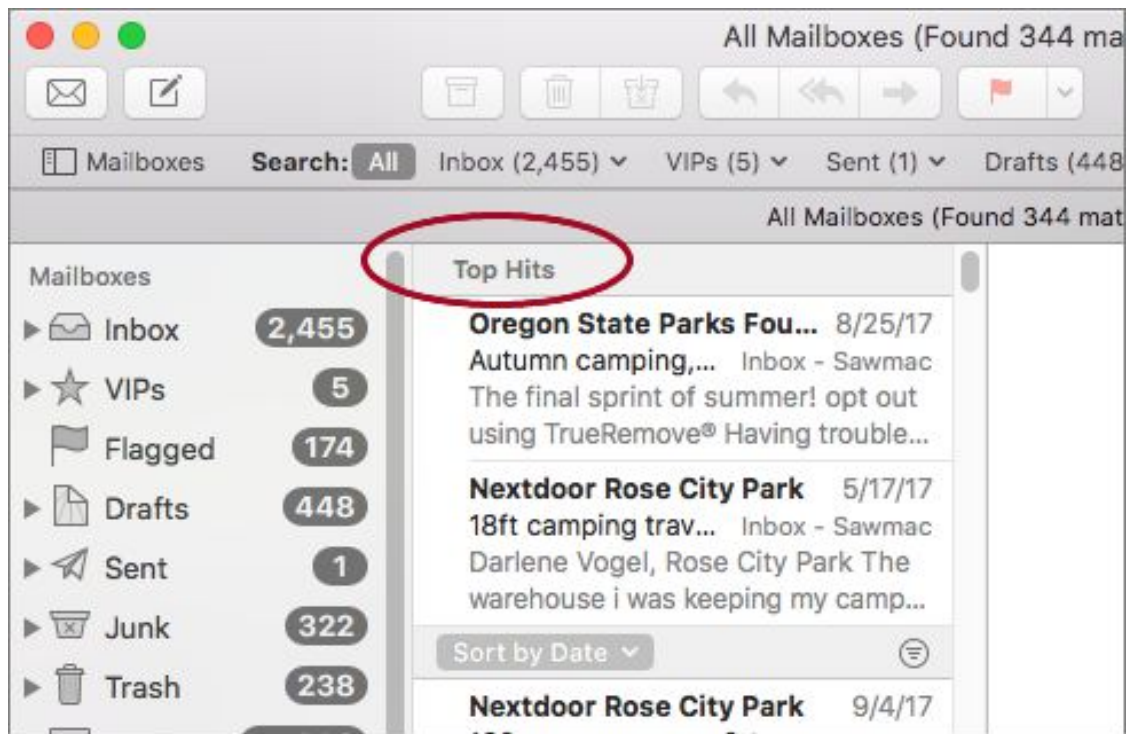 All Mailboxes (Found 344 ma
Mailboxes Search: All Inbox (2,455) VIPs (5) Sent (1) Drafts (448
All Mailboxes (Found 344 mat
Mailboxes
Inbox 2,455
VIPs 5
Flagged 174
Drafts 448
Sent 1
Junk 322
Trash 238
Top Hits
Oregon State Parks Fou... 8/25/17
Autumn camping,... Inbox - Sawmac
The final sprint of summer! opt out
using TrueRemove® Having trouble...
Nextdoor Rose City Park 5/17/17
18ft camping trav... Inbox - Sawmac
Darlene Vogel, Rose City Park The
warehouse i was keeping my camp...
Sort by Date
Nextdoor Rose City Park 9/4/17